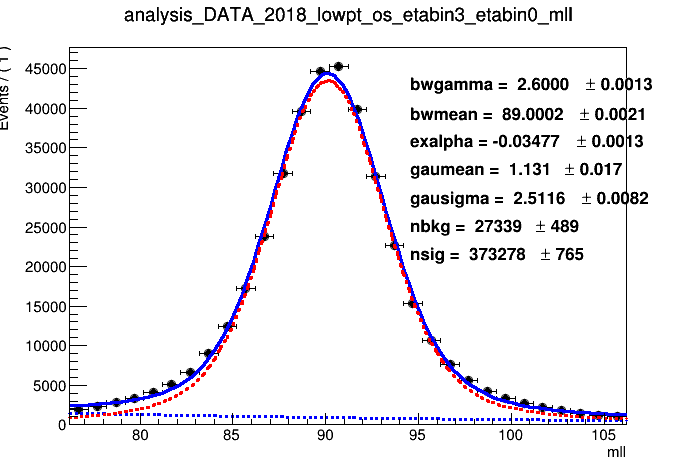 analysis_DATA_2018_lowpt_os_etabin3_etabin0_mll
Events / ( 1 )
45000
40000
35000
30000
25000
20000
15000
10000
5000
0
bwgamma = 2.6000 ± 0.0013
bwmean = 89.0002 ± 0.0021
exalpha = -0.03477 ± 0.0013
gaumean = 1.131 ± 0.017
gausigma = 2.5116 ± 0.0082
nbkg = 27339 ± 489
nsig = 373278 ± 765
80 85 90 95 100 105
mll